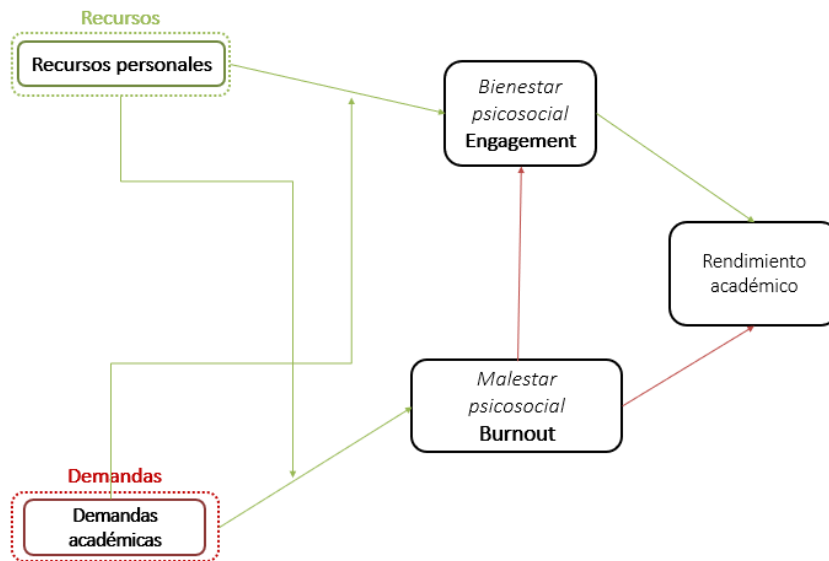 Recursos
Recursos personales
Bienestar
psicosocial
Engagement
Rendimiento
académico
Malestar
psicosocial
Burnout
Demandas
Demandas
académicas